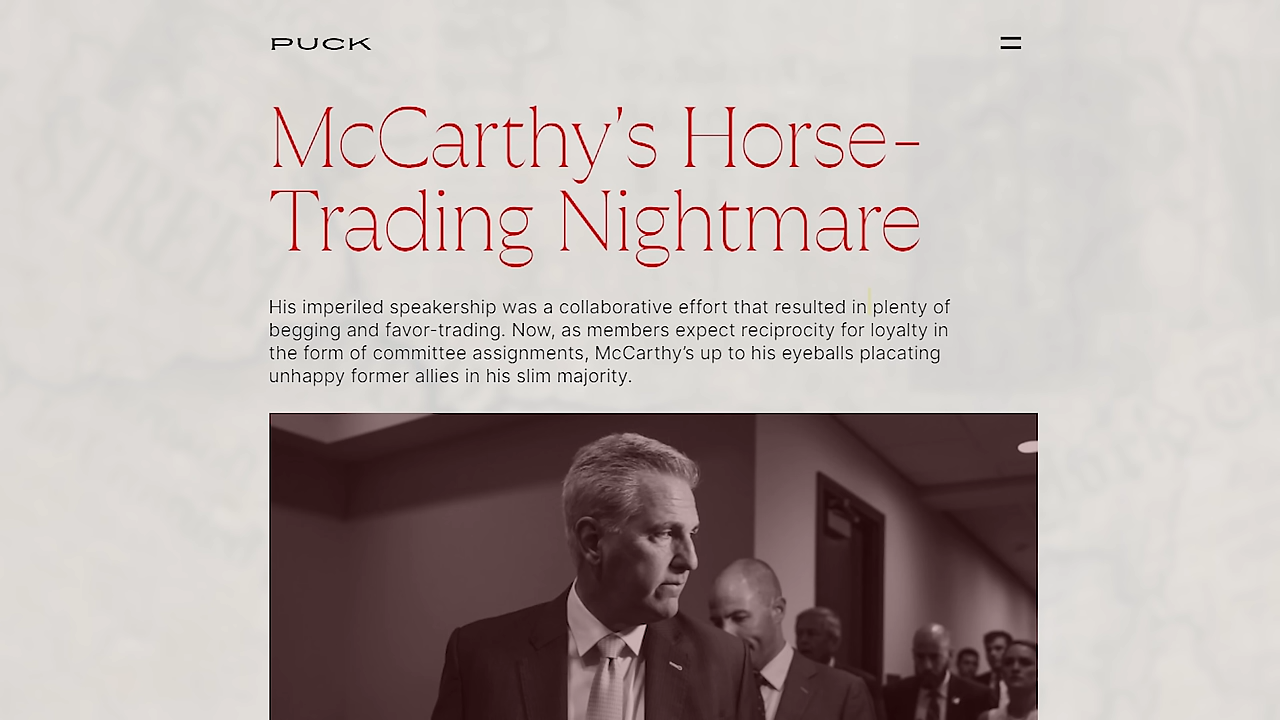 PUCK
McCarthy’s Horse-
Trading Nightmare
His imperiled speakership was a collaborative effort that resulted in plenty of
begging and favor-trading. Now, as members expect reciprocity for loyalty in
the form of committee assignments, McCarthy’s up to his eyeballs placating
unhappy former allies in his slim majority.